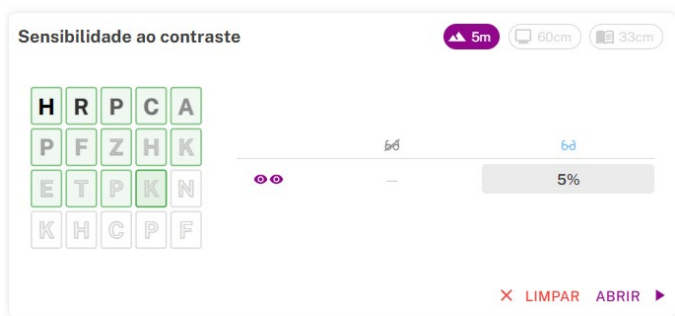 Sensibilidade ao contraste
5m 60cm 33cm
H R P C A
P F Z H K
E T P K N
K H C P F
—
5%
LIMPAR ABRIR